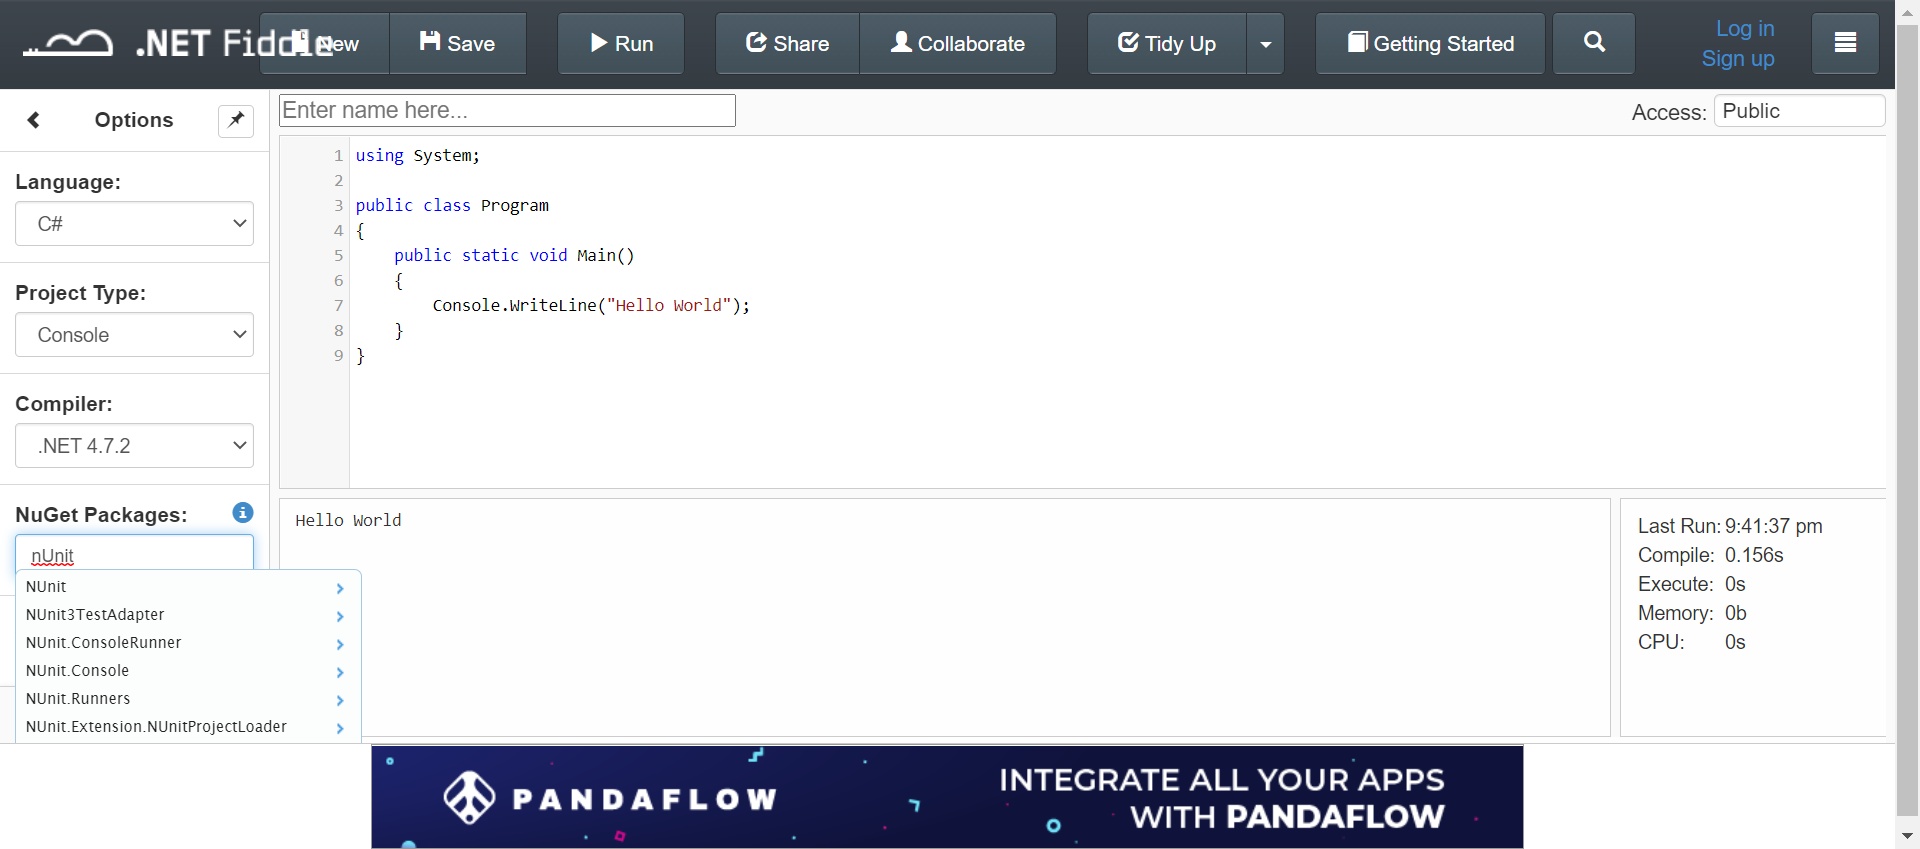 .NET Fiddle
New
Save
Run
Share
Collaborate
Tidy Up
Getting Started
Log in
Sign up
Options
Enter name here...
Access: Public
Language:
C#
Project Type:
Console
Compiler:
.NET 4.7.2
NuGet Packages:
nUnit
NUnit
NUnit3TestAdapter
NUnit.ConsoleRunner
NUnit.Console
NUnit.Runners
NUnit.Extension.NUnitProjectLoader
1 using System;
2
3 public class Program
4 {
5     public static void Main()
6     {
7         Console.WriteLine("Hello World");
8     }
9 }
Hello World
Last Run: 9:41:37 pm
Compile: 0.156s
Execute: 0s
Memory: 0b
CPU: 0s
PANDAFLOW
INTEGRATE ALL YOUR APPS
WITH PANDAFLOW